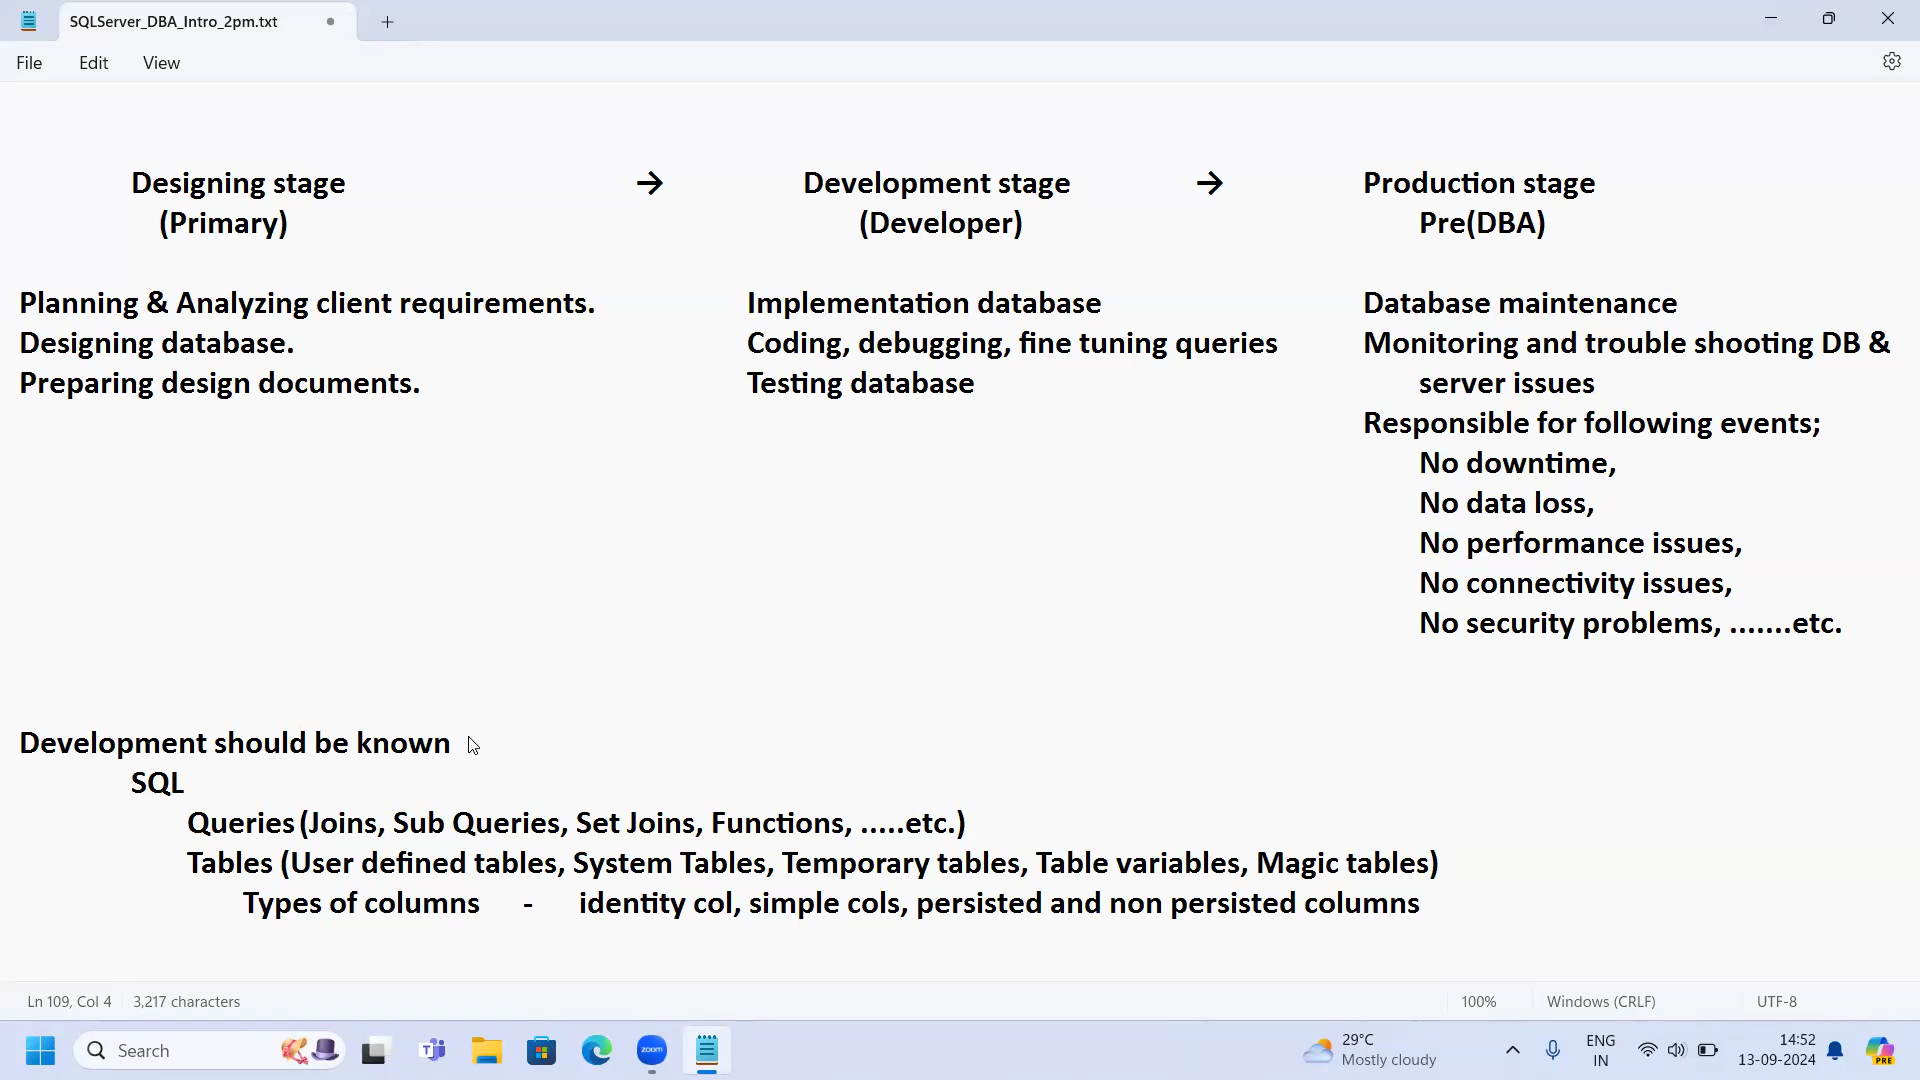 SQLServer_DBA_Intro_2pm.txt
File Edit View
Designing stage → Development stage → Production stage
(Primary) (Developer) Pre(DBA)
Planning & Analyzing client requirements. Implementation database Database maintenance
Designing database. Coding, debugging, fine tuning queries Monitoring and trouble shooting DB &
Preparing design documents. Testing database server issues
Responsible for following events;
No downtime,
No data loss,
No performance issues,
No connectivity issues,
No security problems, .......etc.
Development should be known
SQL
Queries (Joins, Sub Queries, Set Joins, Functions, .....etc.)
Tables (User defined tables, System Tables, Temporary tables, Table variables, Magic tables)
Types of columns - identity col, simple cols, persisted and non persisted columns
Ln 109, Col 4 3,217 characters 100% Windows (CRLF) UTF-8
Search zoom 29°C ENG 14:52
Mostly cloudy IN 13-09-2024 PRE